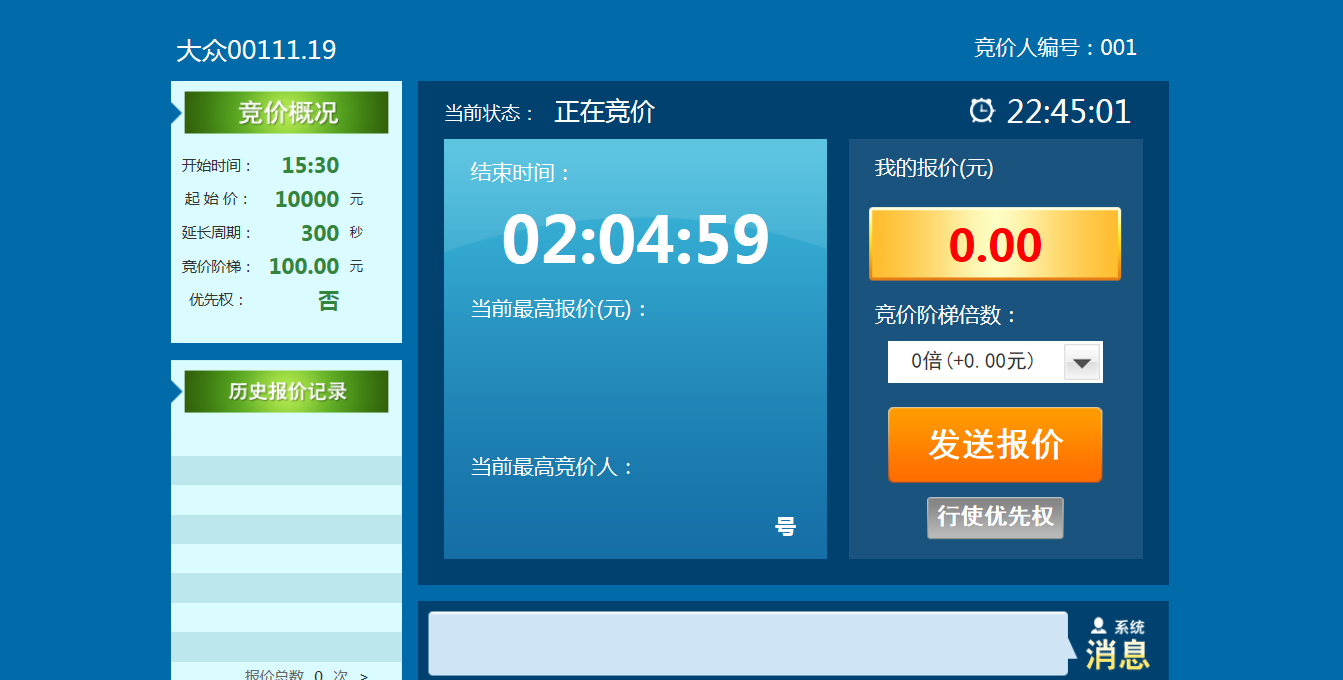 大众00111.19
竞价人编号：001
竞价概况
开始时间： 15:30
起 始 价： 10000 元
延长周期： 300 秒
竞价阶梯： 100.00 元
优先权： 否
历史报价记录
报价总数 0 次 >
当前状态： 正在竞价
22:45:01
结束时间：
02:04:59
当前最高报价(元)：
当前最高竞价人：
号
我的报价(元)
0.00
竞价阶梯倍数：
0倍(+0.00元)
发送报价
行使优先权
系统
消息